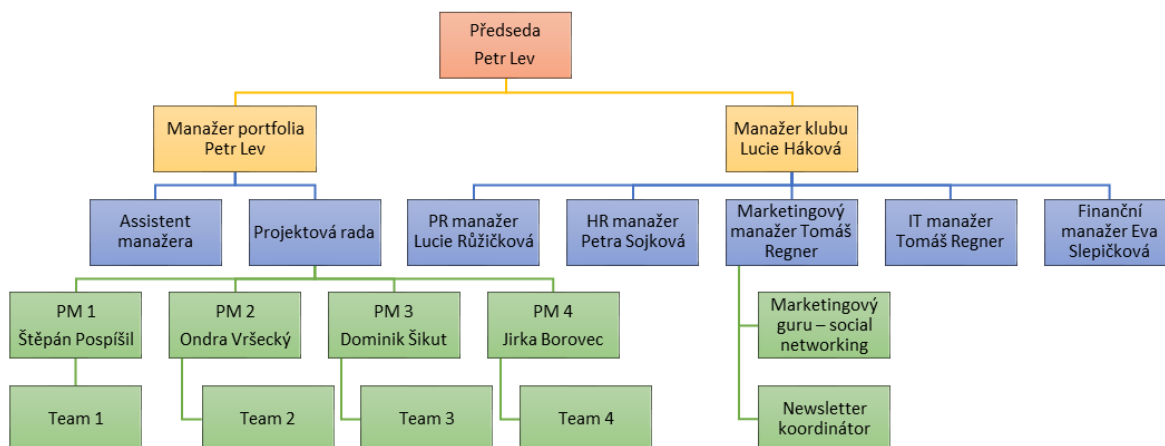 Předseda
Petr Lev
Manažer portfolia
Petr Lev
Manažer klubu
Lucie Háková
Assistent
manažera
Projektová rada
PR manažer
Lucie Růžičková
HR manažer
Petra Sojková
Marketingový
manažer Tomáš
Regner
IT manažer
Tomáš Regner
Finanční
manažer Eva
Slepičková
PM 1
Štěpán Pospíšil
PM 2
Ondra Vršecký
PM 3
Dominik Šikut
PM 4
Jirka Borovec
Marketingový
guru – social
networking
Team 1
Team 2
Team 3
Team 4
Newsletter
koordinátor